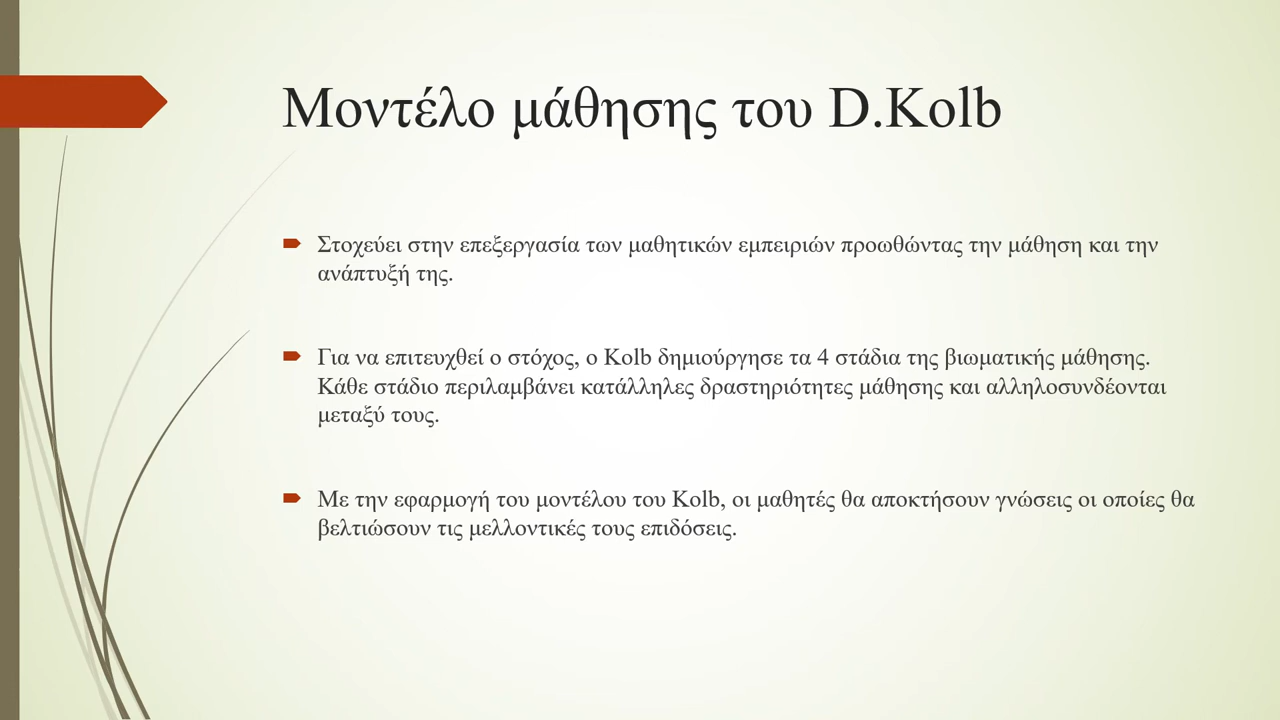 Μοντέλο μάθησης του D.Kolb
Στοχεύει στην επεξεργασία των μαθητικών εμπειριών προωθώντας την μάθηση και την
ανάπτυξή της.
Για να επιτευχθεί ο στόχος, ο Kolb δημιούργησε τα 4 στάδια της βιωματικής μάθησης.
Κάθε στάδιο περιλαμβάνει κατάλληλες δραστηριότητες μάθησης και αλληλοσυνδέονται
μεταξύ τους.
Με την εφαρμογή του μοντέλου του Kolb, οι μαθητές θα αποκτήσουν γνώσεις οι οποίες θα
βελτιώσουν τις μελλοντικές τους επιδόσεις.